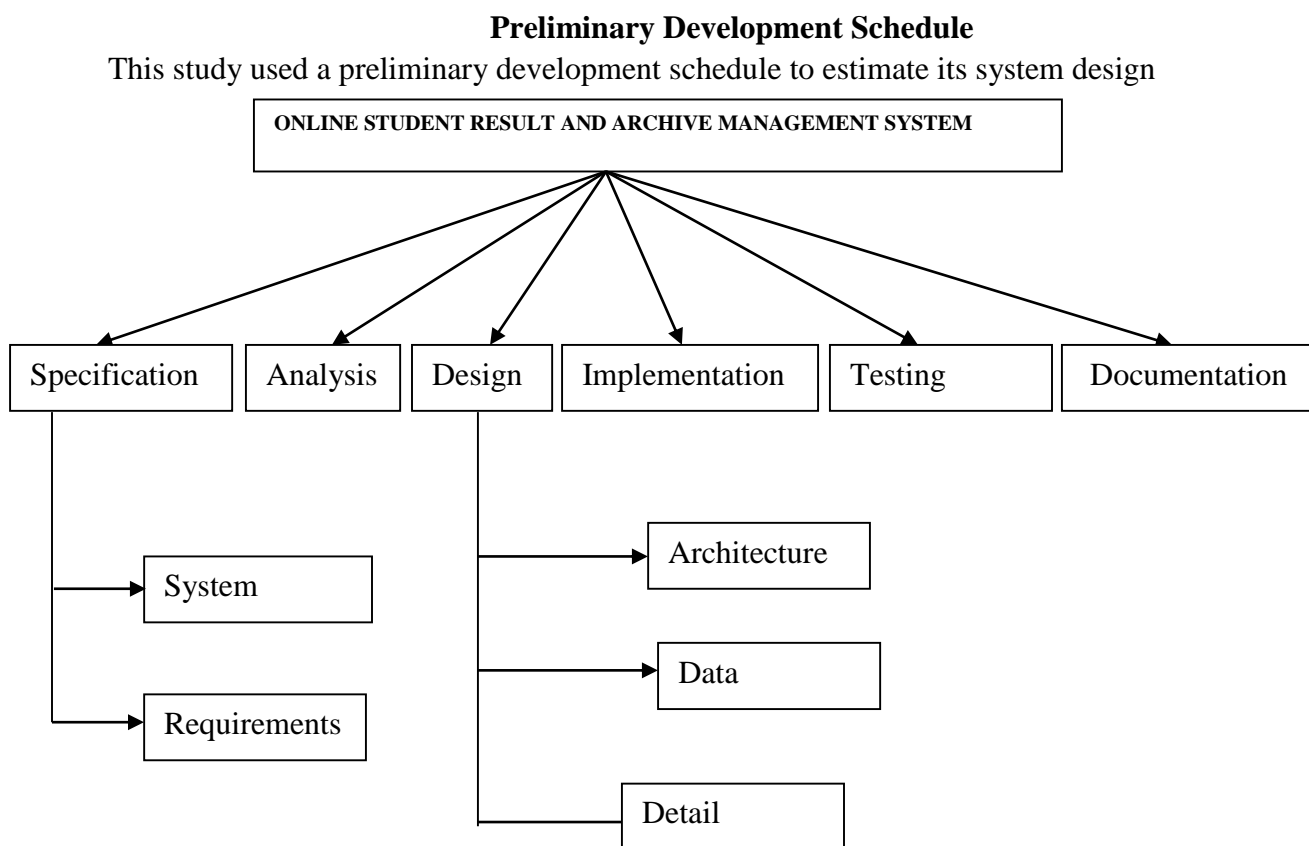 Preliminary Development Schedule
This study used a preliminary development schedule to estimate its system design
ONLINE STUDENT RESULT AND ARCHIVE MANAGEMENT SYSTEM
Specification
Analysis
Design
Implementation
Testing
Documentation
System
Requirements
Architecture
Data
Detail